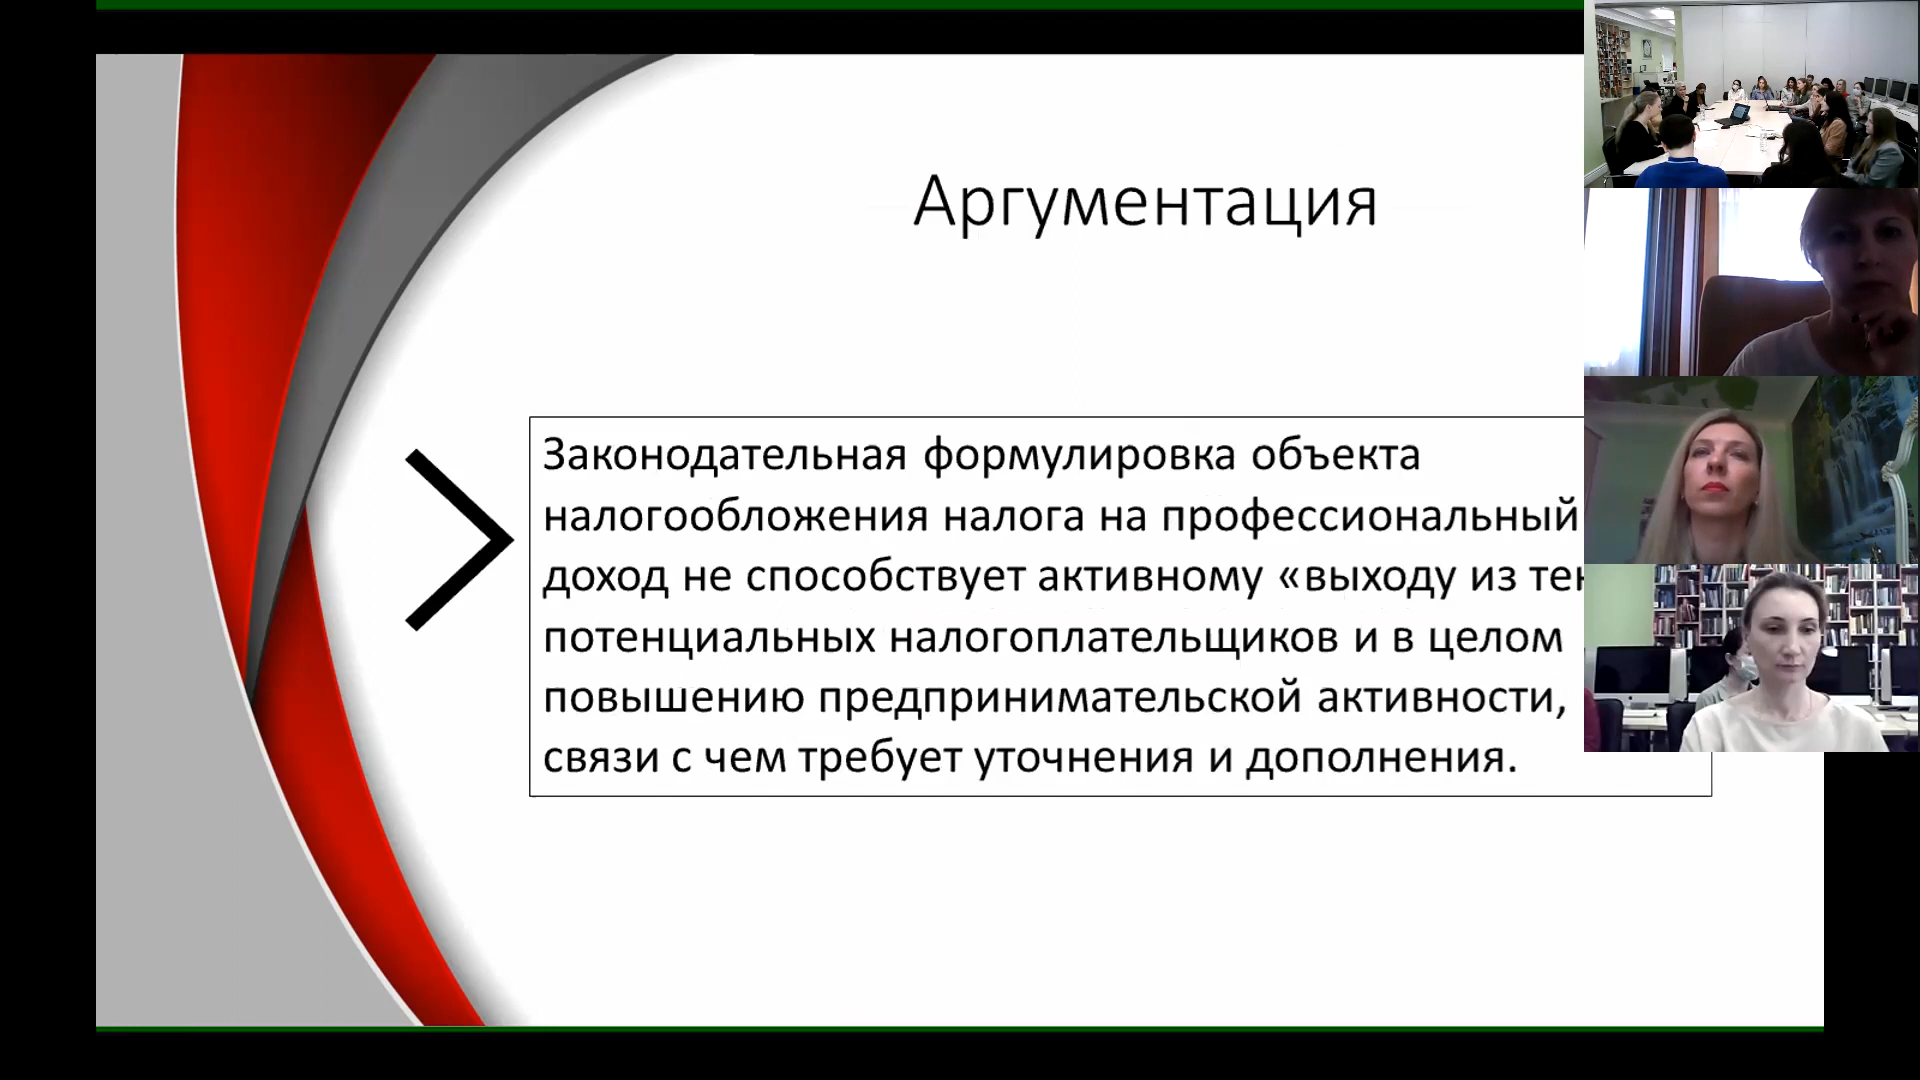 Аргументация
Законодательная формулировка объекта
налогообложения налога на профессиональный
доход не способствует активному «выходу из
потенциальных налогоплательщиков и в целом
повышению предпринимательской активности,
связи с чем требует уточнения и дополнения.